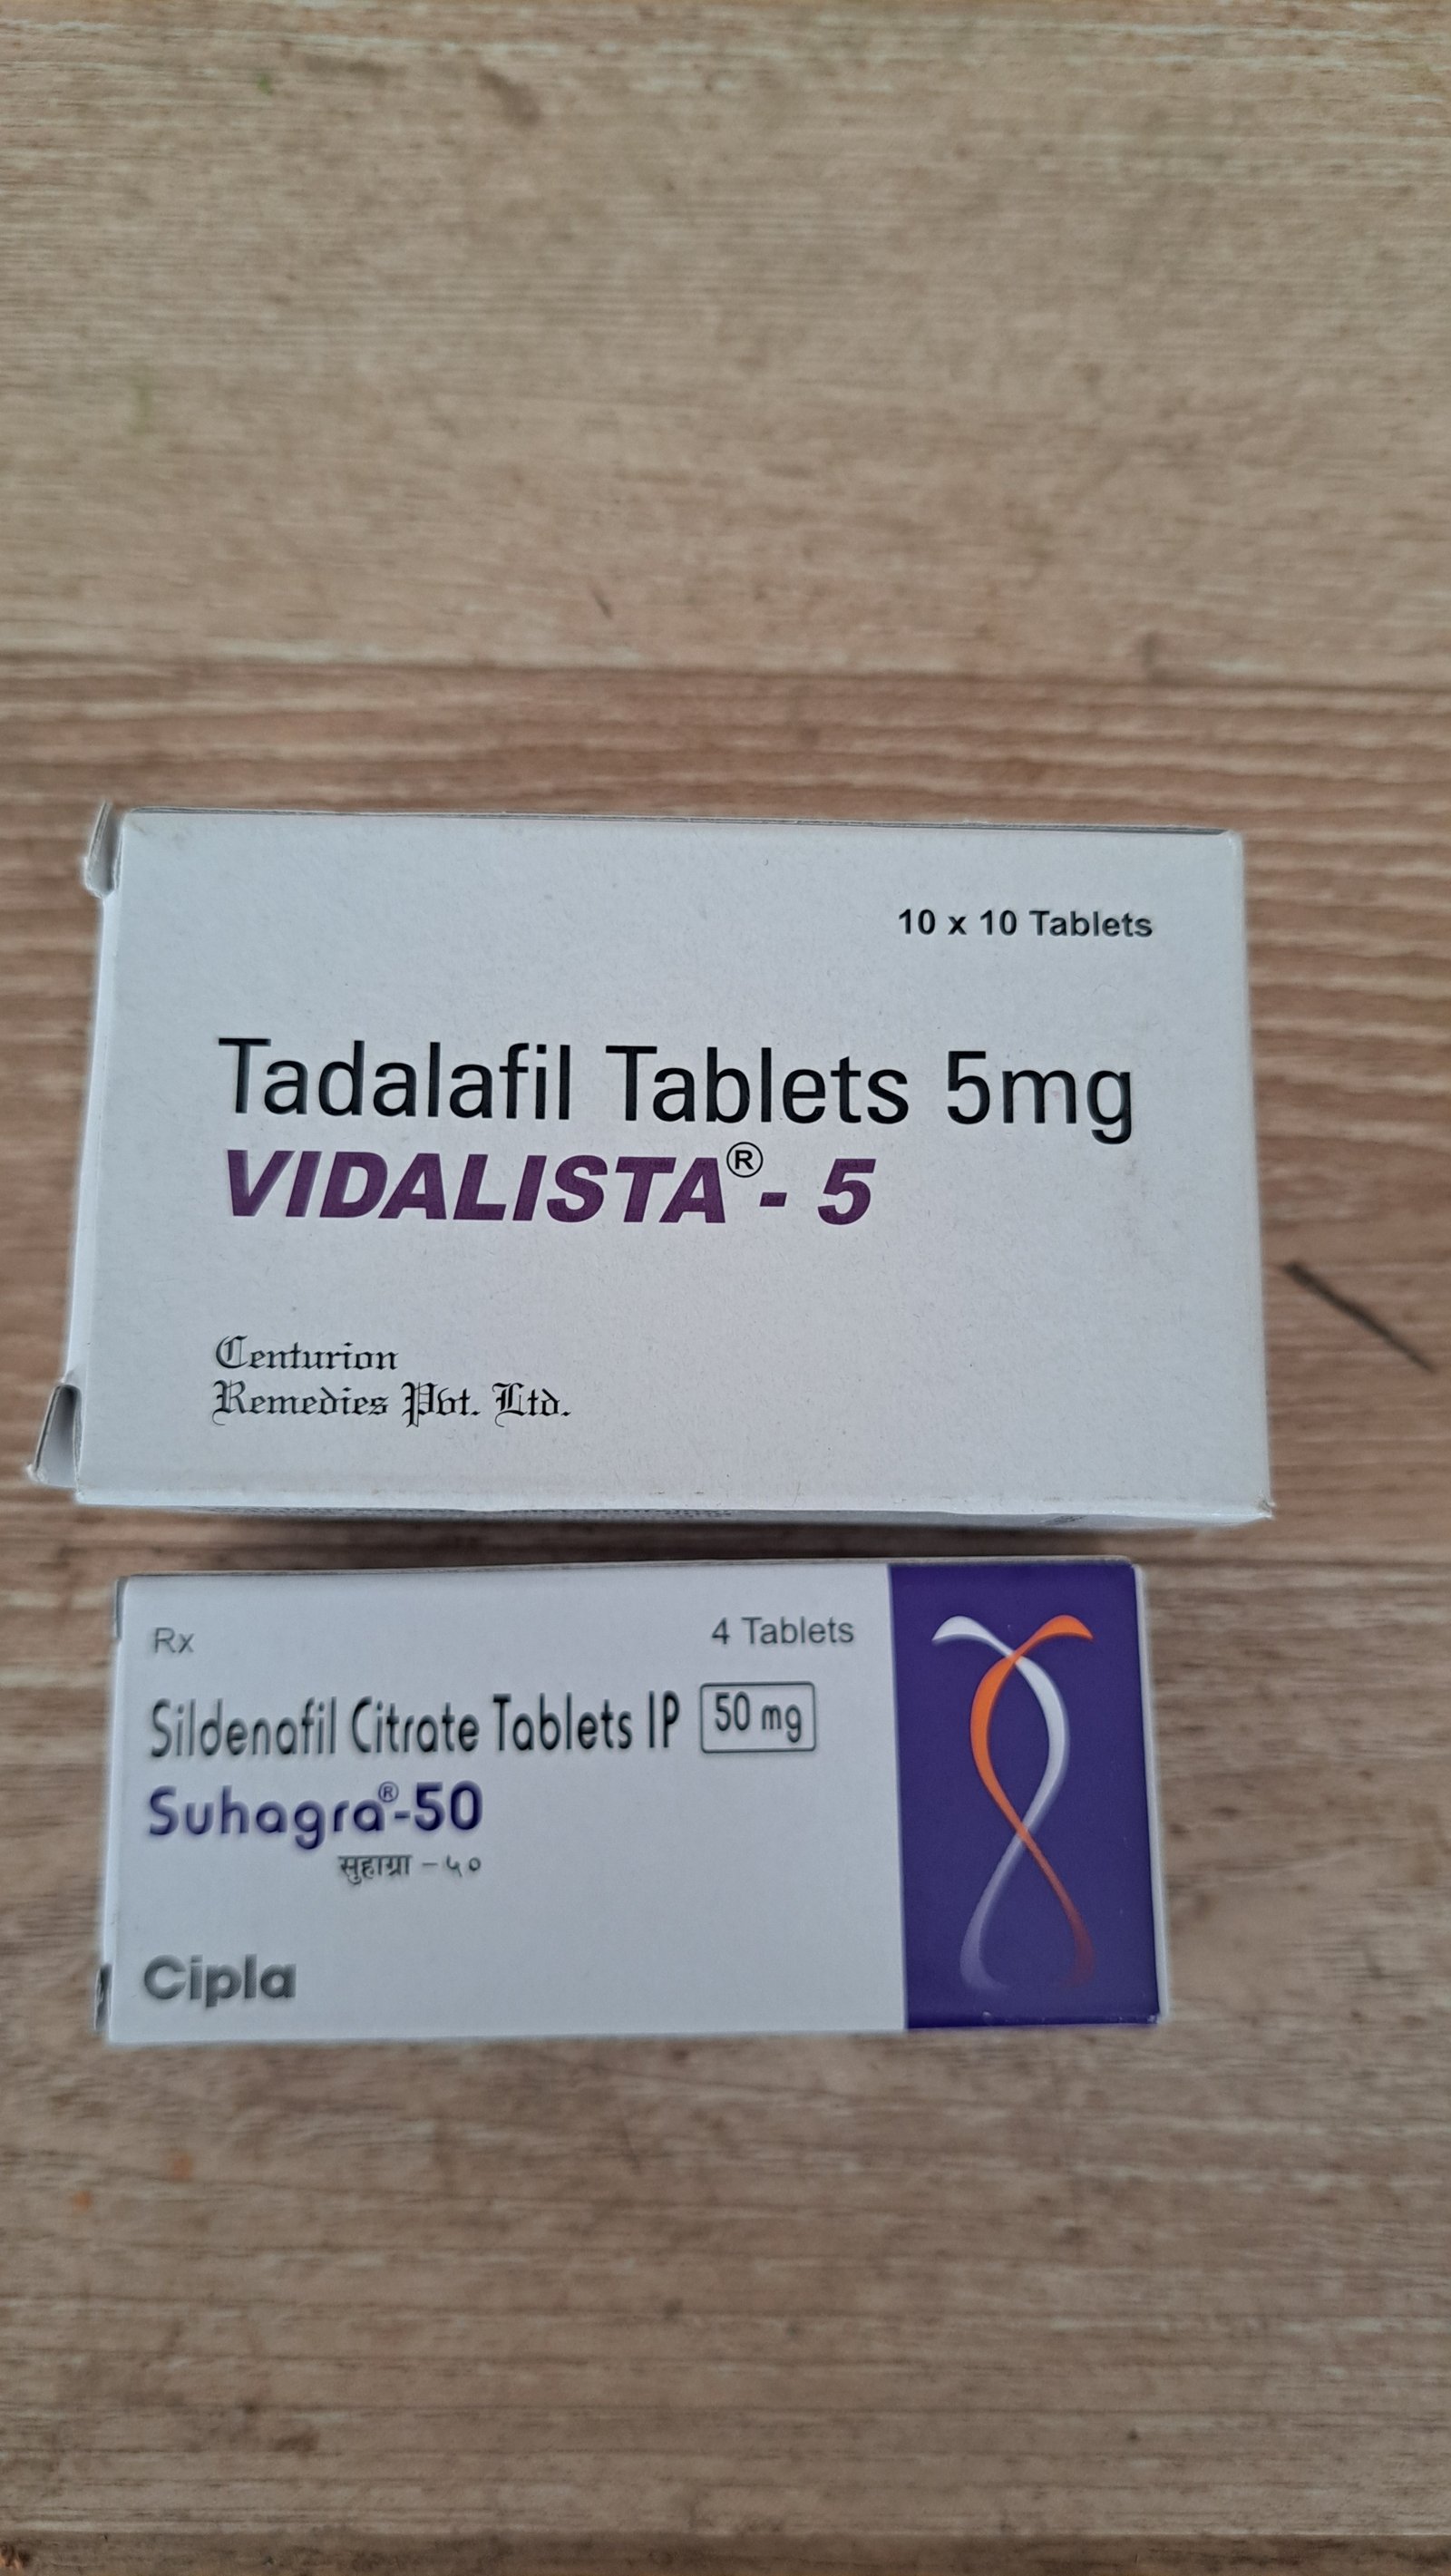 10 x 10 Tablets
Tadalafil Tablets 5mg
VIDALISTA® - 5
Centurion
Remedies Pvt. Ltd.
Rx
4 Tablets
Sildenafil Citrate Tablets IP 50 mg
Suhagra®-50
सुहाग्रा - ५०
Cipla